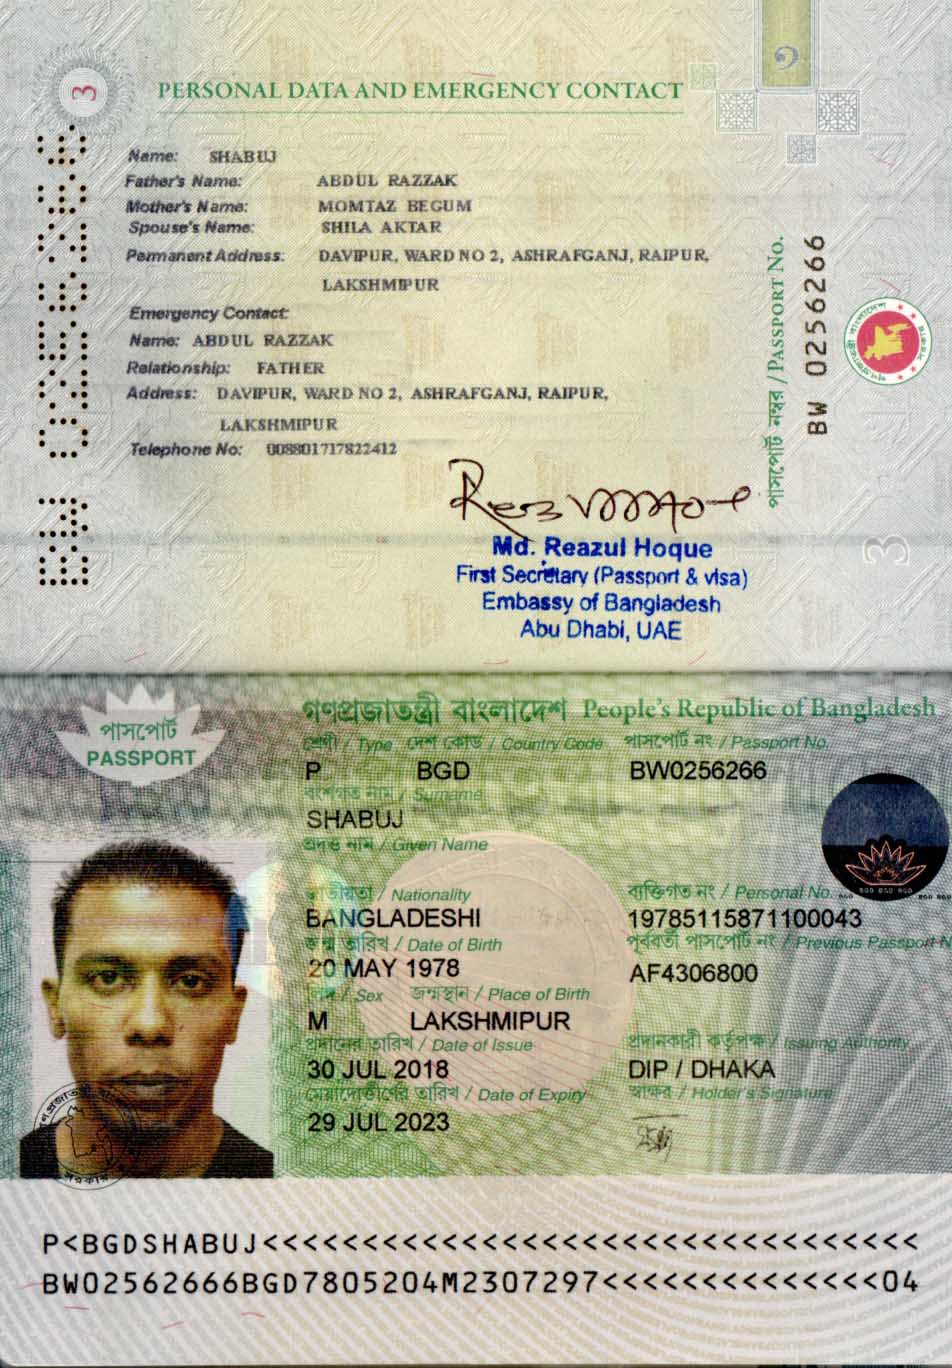 3
PERSONAL DATA AND EMERGENCY CONTACT
Name: SHABUJ
Father's Name: ABDUL RAZZAK
Mother's Name: MOMTAZ BEGUM
Spouse's Name: SHILA AKTAR
Permanent Address: DAVIPUR, WARD NO 2, ASHRAFGANJ, RAIPUR,
LAKSHMIPUR
Emergency Contact:
Name: ABDUL RAZZAK
Relationship: FATHER
Address: DAVIPUR, WARD NO 2, ASHRAFGANJ, RAIPUR,
LAKSHMIPUR
Telephone No: 008801717822412
BW 0256266
পাসপোর্ট নম্বর / PASSPORT No.
BW 0256266
3
Md. Reazul Hoque
First Secretary (Passport & visa)
Embassy of Bangladesh
Abu Dhabi, UAE
পাসপোর্ট
PASSPORT
গণপ্রজাতন্ত্রী বাংলাদেশ People's Republic of Bangladesh
শ্রেণী / Type দেশ কোড / Country Code পাসপোর্ট নং / Passport No.
P BGD BW0256266
বংশগত নাম / Surname
SHABUJ
প্রদত্ত নাম / Given Name
জাতীয়তা / Nationality ব্যক্তিগত নং / Personal No.
BANGLADESHI 19785115871100043
জন্ম তারিখ / Date of Birth পূর্ববর্তী পাসপোর্ট নং / Previous Passport N
20 MAY 1978 AF4306800
লিঙ্গ / Sex জন্মস্থান / Place of Birth
M LAKSHMIPUR
প্রদানের তারিখ / Date of Issue প্রদানকারী কর্তৃপক্ষ / Issuing Authority
30 JUL 2018 DIP / DHAKA
মেয়াদোত্তীর্ণের তারিখ / Date of Expiry স্বাক্ষর / Holder's Signature
29 JUL 2023
BGD BGD BGD
P<BGDSHABUJ<<<<<<<<<<<<<<<<<<<<<<<<<<<<<<<<<
BW02562666BGD7805204M2307297<<<<<<<<<<<<<<04